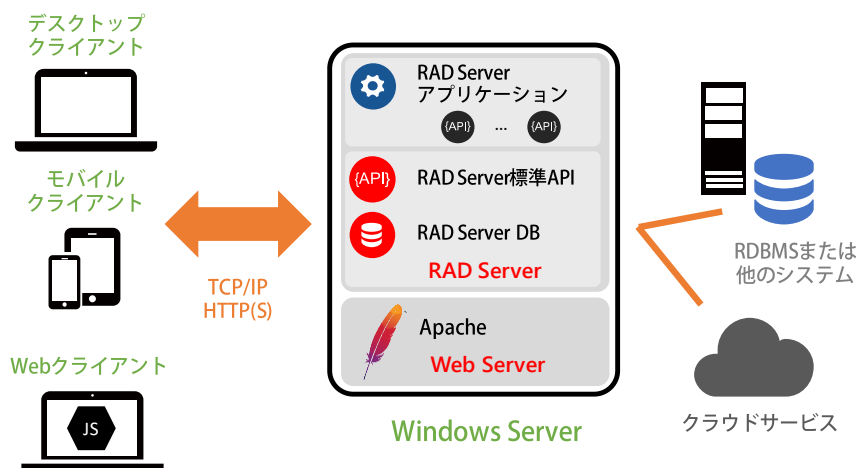 デスクトップ
クライアント
モバイル
クライアント
Webクライアント
JS
TCP/IP
HTTP(S)
RAD Server
アプリケーション
{API} ... {API}
{API} RAD Server標準API
RAD Server DB
RAD Server
Apache
Web Server
Windows Server
RDBMSまたは
他のシステム
クラウドサービス